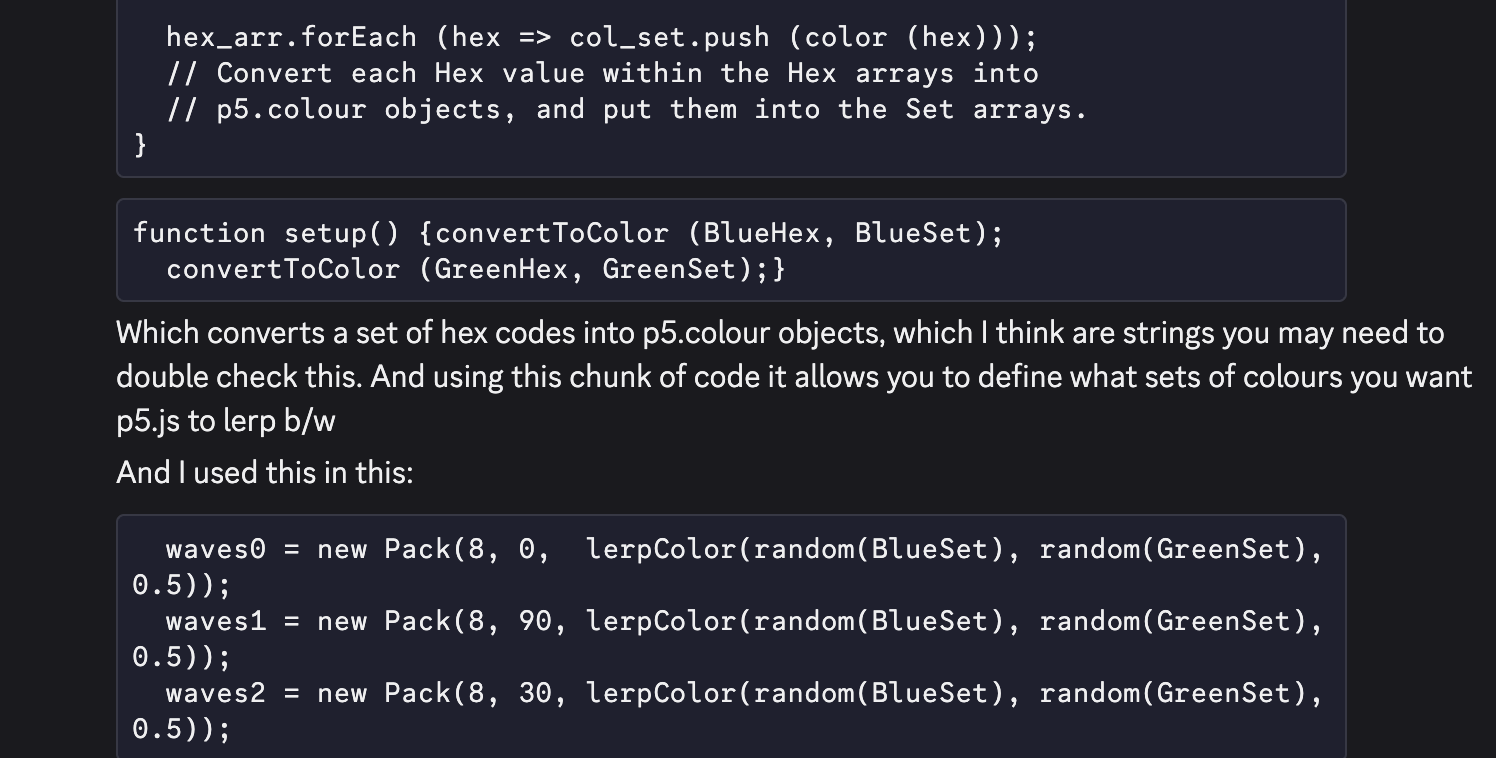 hex_arr.forEach (hex => col_set.push (color (hex)));
// Convert each Hex value within the Hex arrays into
// p5.colour objects, and put them into the Set arrays.
}
function setup() {convertToColor (BlueHex, BlueSet);
convertToColor (GreenHex, GreenSet);}
Which converts a set of hex codes into p5.colour objects, which I think are strings you may need to
double check this. And using this chunk of code it allows you to define what sets of colours you want
p5.js to lerp b/w
And I used this in this:
waves0 = new Pack(8, 0,  lerpColor(random(BlueSet), random(GreenSet),
0.5));
waves1 = new Pack(8, 90, lerpColor(random(BlueSet), random(GreenSet),
0.5));
waves2 = new Pack(8, 30, lerpColor(random(BlueSet), random(GreenSet),
0.5));